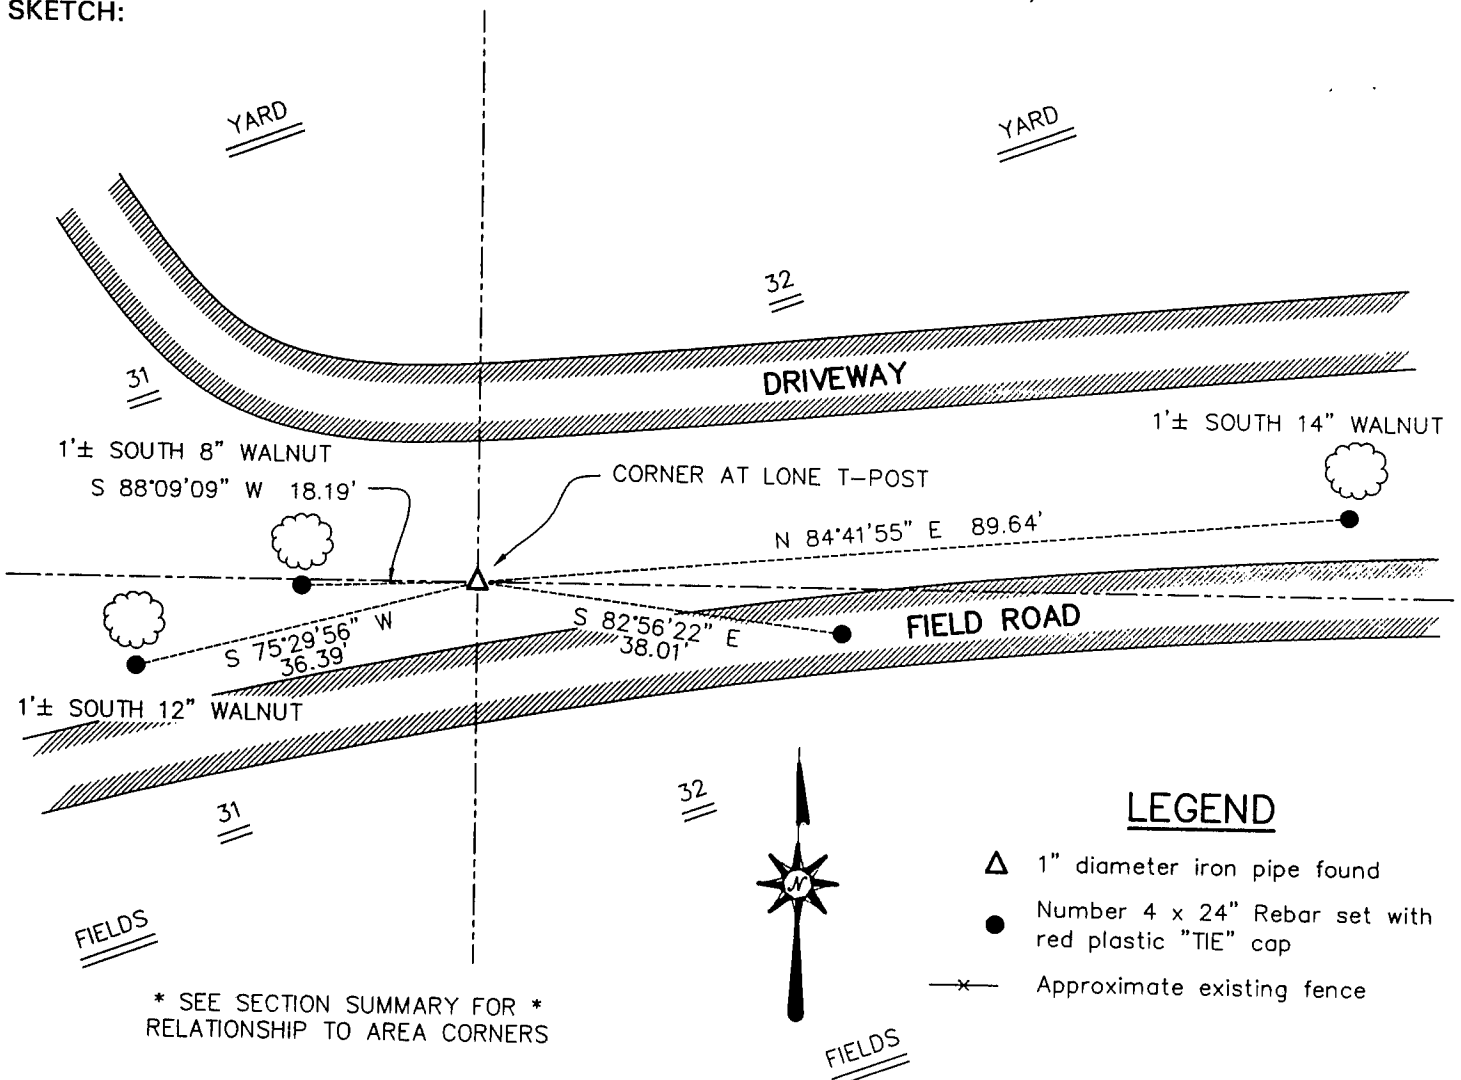 SKETCH:
YARD
YARD
32
31
DRIVEWAY
1'± SOUTH 14" WALNUT
1'± SOUTH 8" WALNUT
S 88°09'09" W 18.19'
CORNER AT LONE T-POST
N 84°41'55" E 89.64'
S 75°29'56" W
36.39'
S 82°56'22" E
38.01'
FIELD ROAD
1'± SOUTH 12" WALNUT
31
32
LEGEND
1" diameter iron pipe found
N
Number 4 x 24" Rebar set with
red plastic "TIE" cap
FIELDS
Approximate existing fence
* SEE SECTION SUMMARY FOR *
RELATIONSHIP TO AREA CORNERS
FIELDS